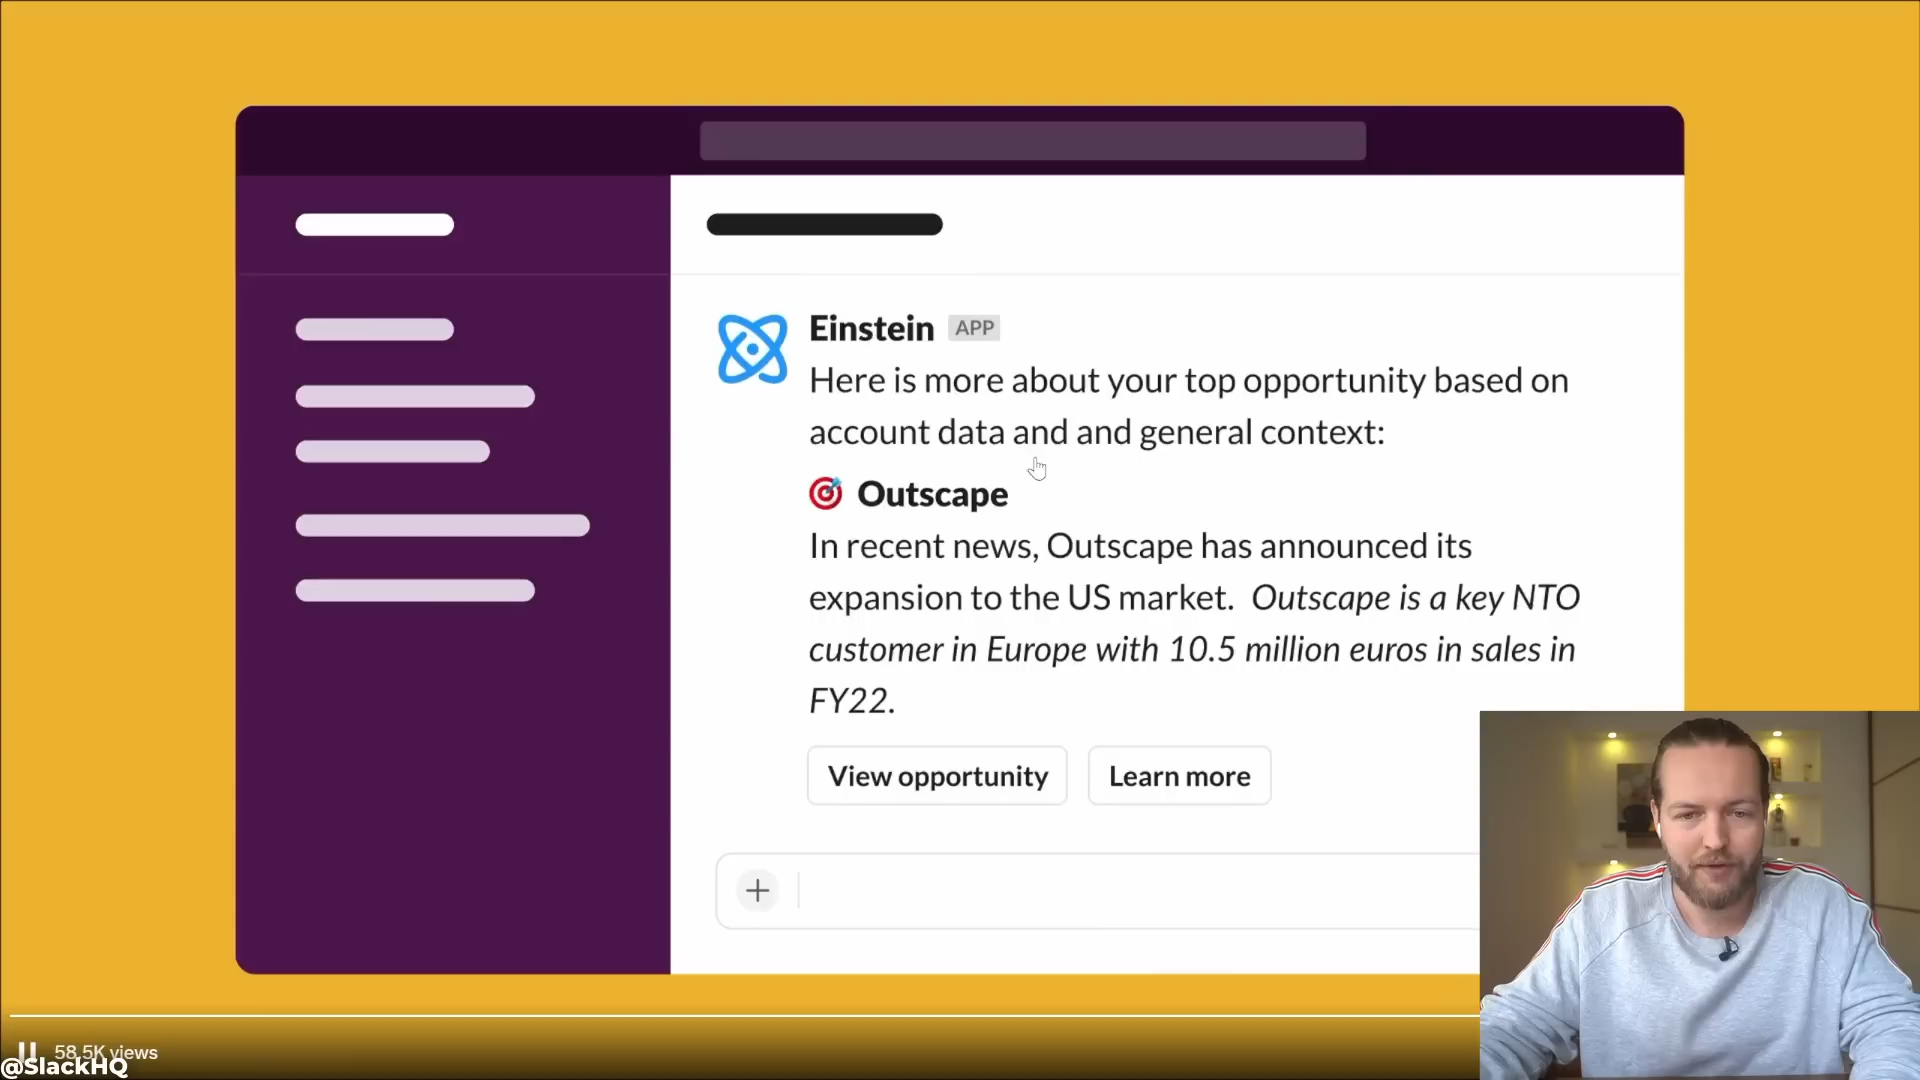 Einstein APP
Here is more about your top opportunity based on
account data and and general context:
Outscape
In recent news, Outscape has announced its
expansion to the US market. Outscape is a key NTO
customer in Europe with 10.5 million euros in sales in
FY22.
View opportunity Learn more
58.5K views
@SlackHQ